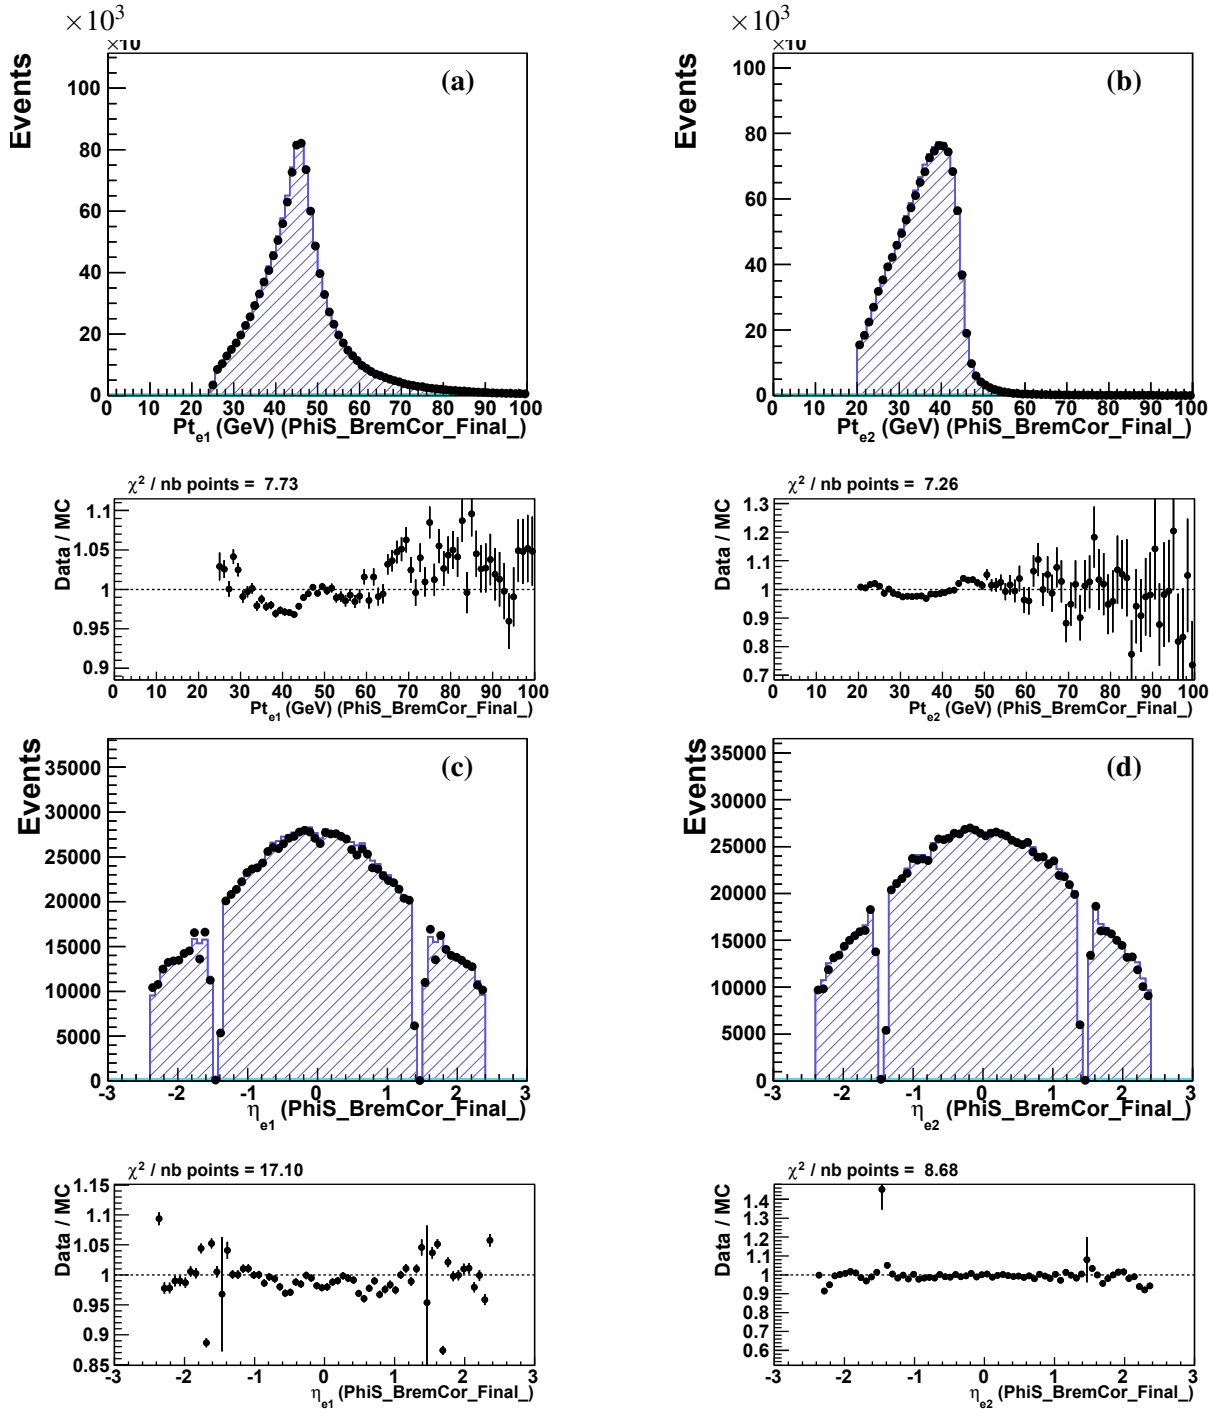 ×10³ ×10³
×10
Events (a)
100
80
60
40
20
0
0 10 20 30 40 50 60 70 80 90 100
Pt_e1 (GeV) (PhiS_BremCor_Final_)
Events (b)
100
80
60
40
20
0
0 10 20 30 40 50 60 70 80 90 100
Pt_e2 (GeV) (PhiS_BremCor_Final_)
χ² / nb points = 7.73
Data / MC
1.1
1.05
1
0.95
0.9
0 10 20 30 40 50 60 70 80 90 100
Pt_e1 (GeV) (PhiS_BremCor_Final_)
χ² / nb points = 7.26
Data / MC
1.3
1.2
1.1
1
0.9
0.8
0.7
0 10 20 30 40 50 60 70 80 90 100
Pt_e2 (GeV) (PhiS_BremCor_Final_)
Events (c)
35000
30000
25000
20000
15000
10000
5000
0
-3 -2 -1 0 1 2 3
η_e1 (PhiS_BremCor_Final_)
Events (d)
35000
30000
25000
20000
15000
10000
5000
0
-3 -2 -1 0 1 2 3
η_e2 (PhiS_BremCor_Final_)
χ² / nb points = 17.10
Data / MC
1.15
1.1
1.05
1
0.95
0.9
0.85
-3 -2 -1 0 1 2 3
η_e1 (PhiS_BremCor_Final_)
χ² / nb points = 8.68
Data / MC
1.4
1.3
1.2
1.1
1
0.9
0.8
0.7
0.6
-3 -2 -1 0 1 2 3
η_e2 (PhiS_BremCor_Final_)